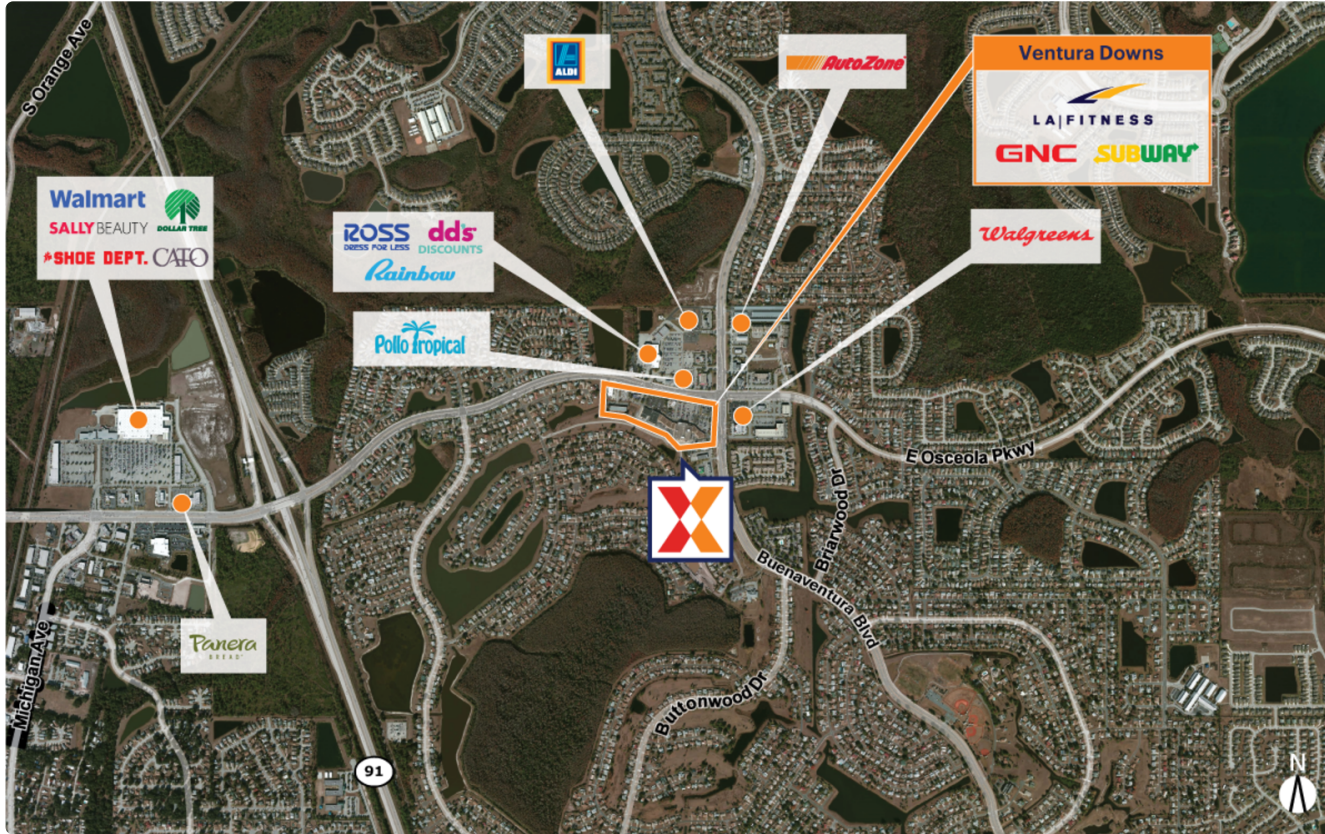 S Orange Ave
ALDI
AutoZone
Ventura Downs
LA|FITNESS
GNC SUBWAY
Walmart
SALLY BEAUTY DOLLAR TREE
SHOE DEPT. CATO
ROSS dd's
DRESS FOR LESS DISCOUNTS
Rainbow
Walgreens
Pollo Tropical
E Osceola Pkwy
Briarwood Dr
Buenaventura Blvd
Panera
BREAD
Michigan Ave
Buttonwood Dr
91
N